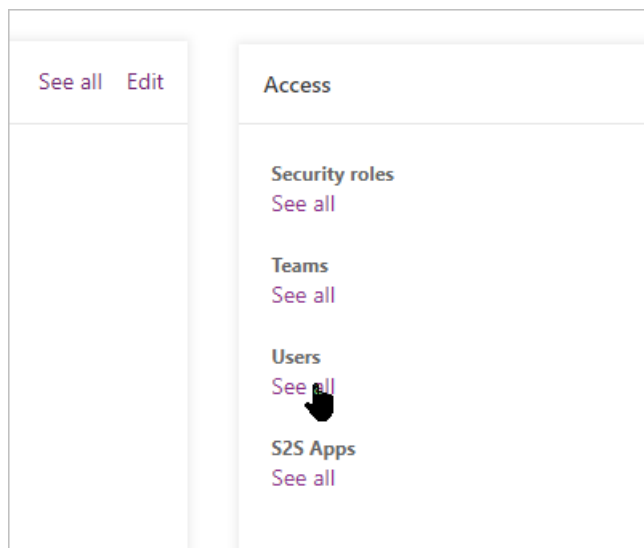 See all Edit
Access
Security roles
See all
Teams
See all
Users
See all
S2S Apps
See all